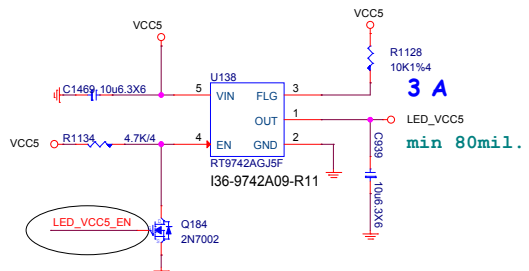 VCC5
VCC5
R1128
10K1%4
3 A
C1469 10u6.3X6
U138
5 VIN FLG 3
OUT 1
LED_VCC5
min 80mil.
VCC5
R1134 4.7K/4
4 EN GND 2
RT9742AGJ5F
I36-9742A09-R11
C939
10u6.3X6
LED_VCC5_EN
Q184
2N7002